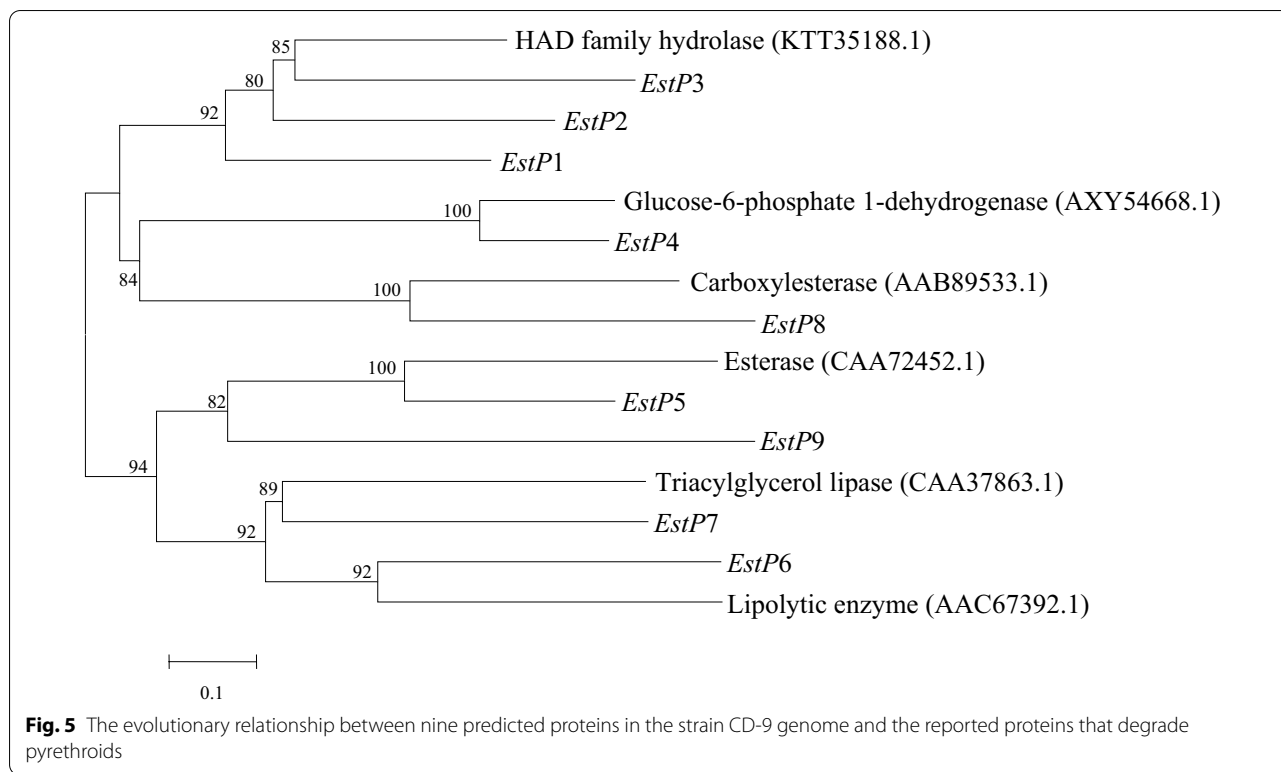 85
HAD family hydrolase (KTT35188.1)
80
EstP3
92
EstP2
EstP1
Glucose-6-phosphate 1-dehydrogenase (AXY54668.1)
100
EstP4
84
Carboxylesterase (AAB89533.1)
100
EstP8
Esterase (CAA72452.1)
100
EstP5
82
EstP9
94
Triacylglycerol lipase (CAA37863.1)
89
EstP7
92
EstP6
92
Lipolytic enzyme (AAC67392.1)
0.1
Fig. 5 The evolutionary relationship between nine predicted proteins in the strain CD-9 genome and the reported proteins that degrade
pyrethroids